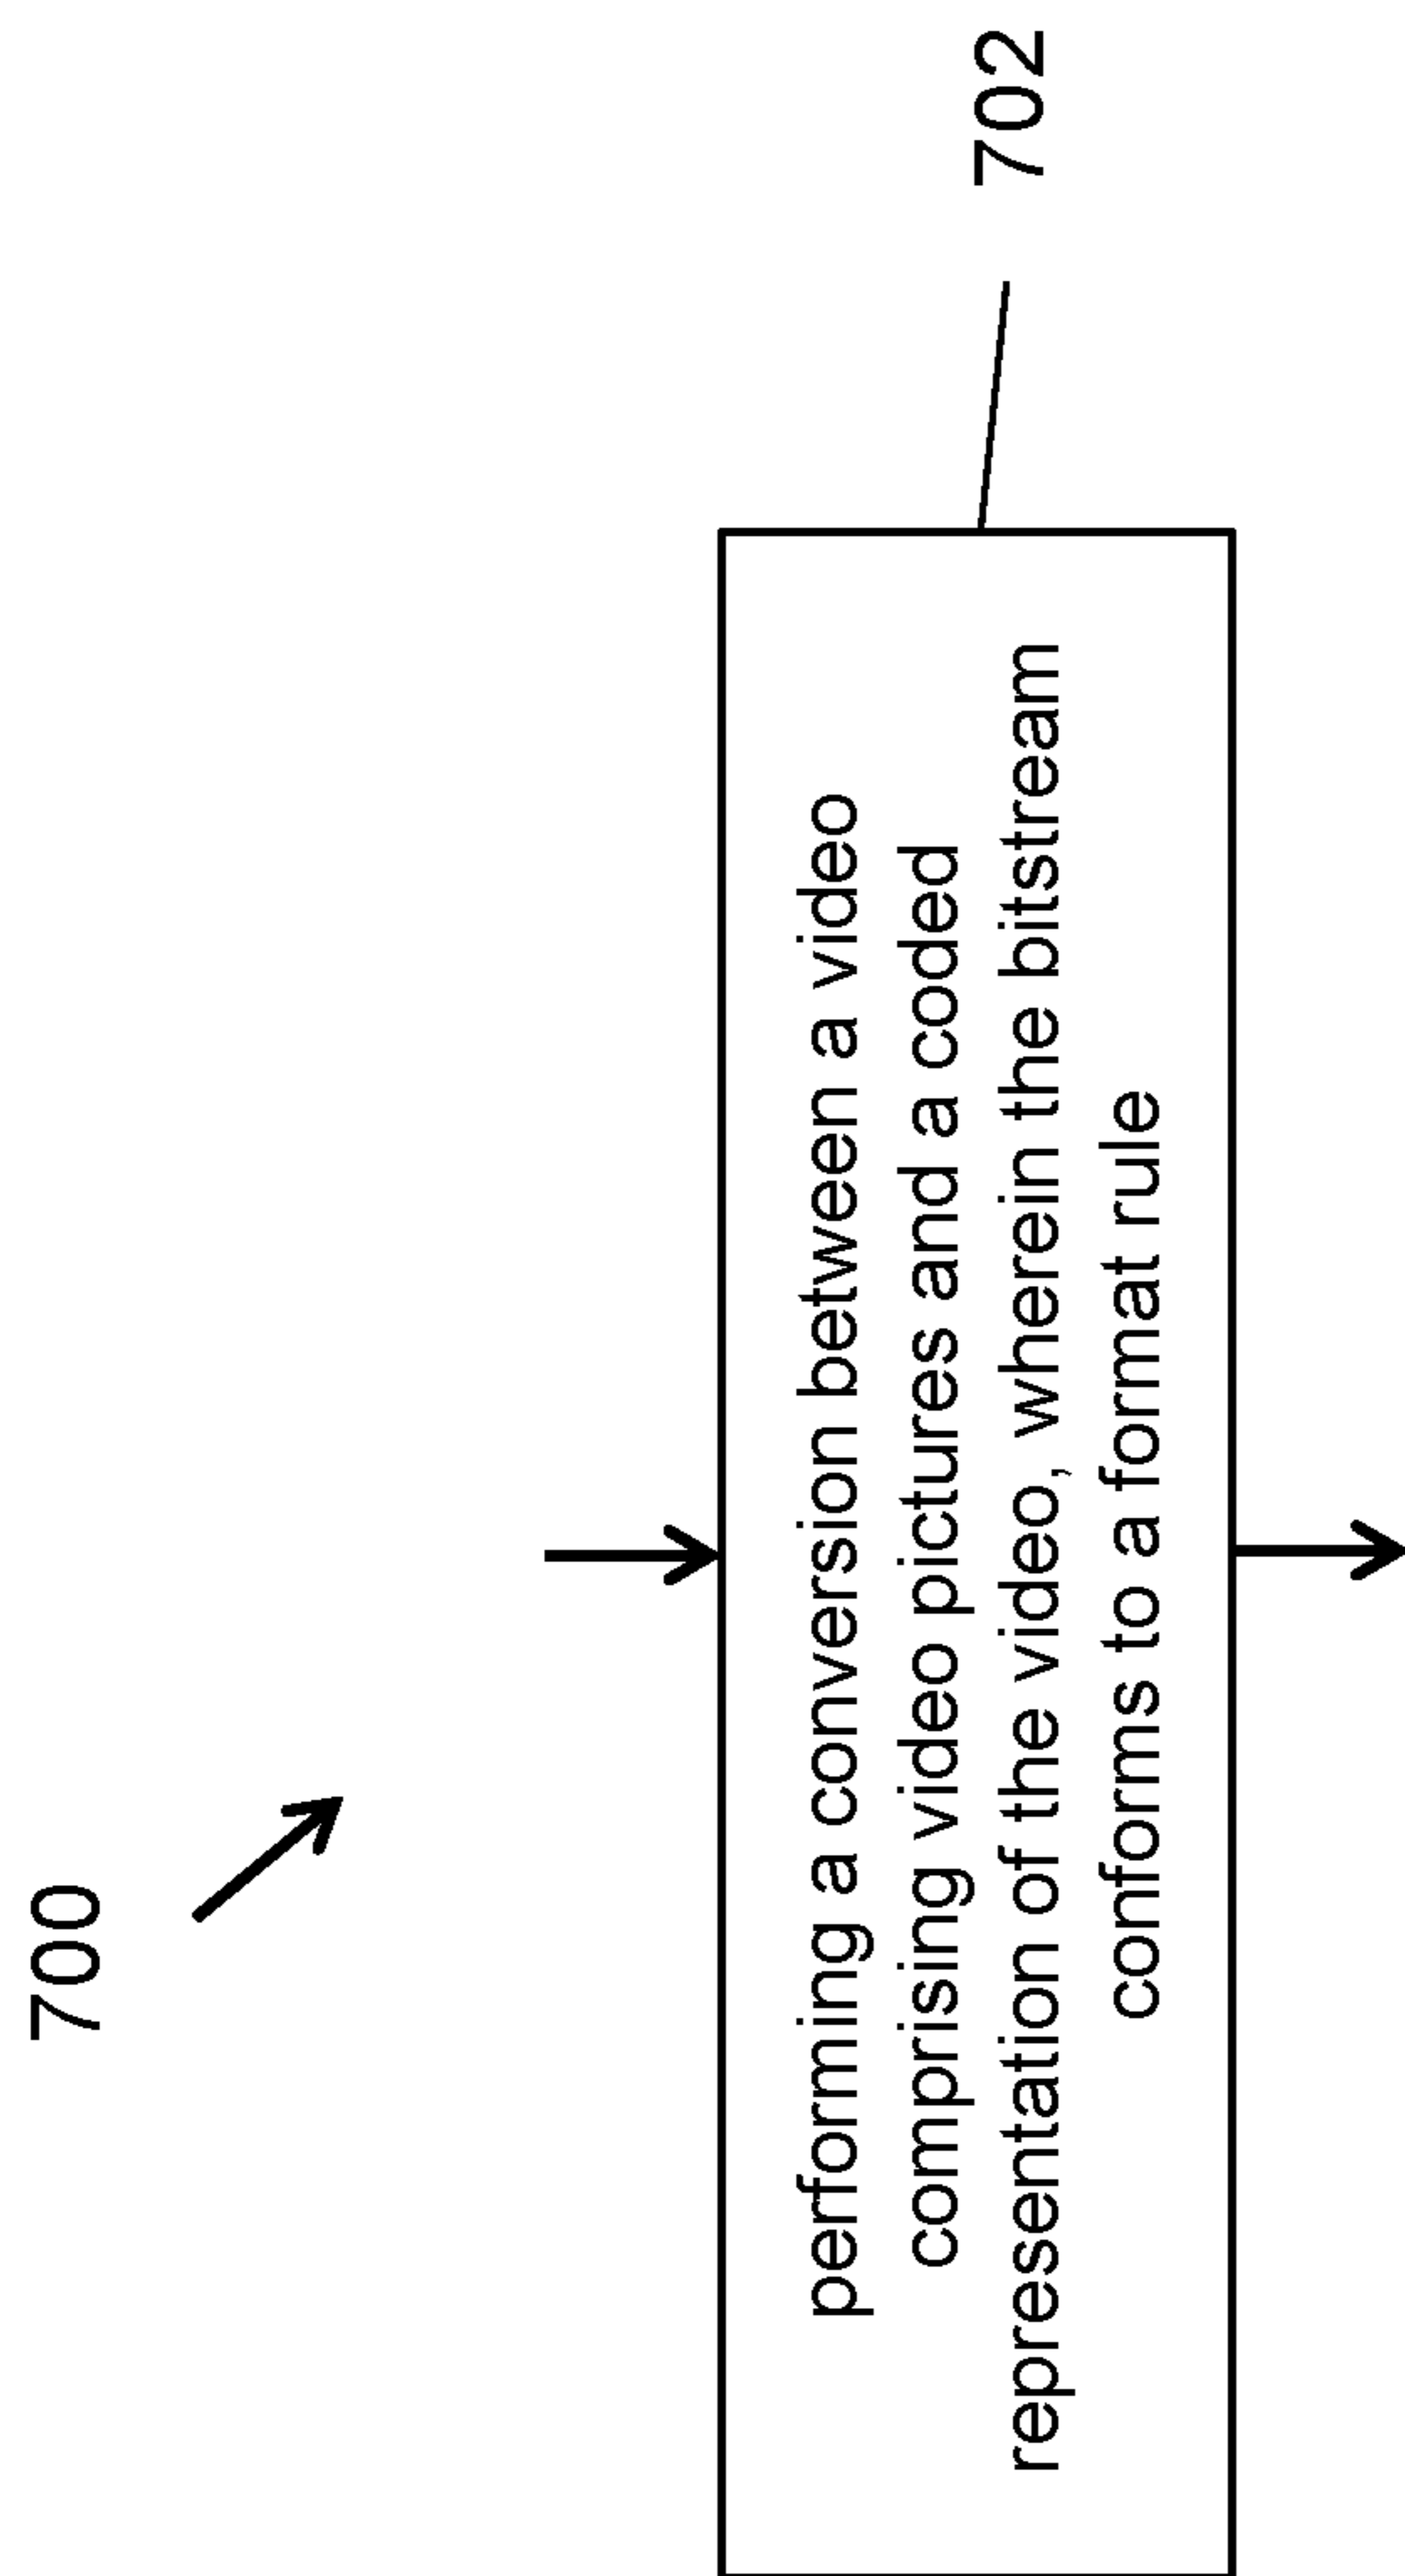 700
702
performing a conversion between a video
comprising video pictures and a coded
representation of the video, wherein the bitstream
conforms to a format rule